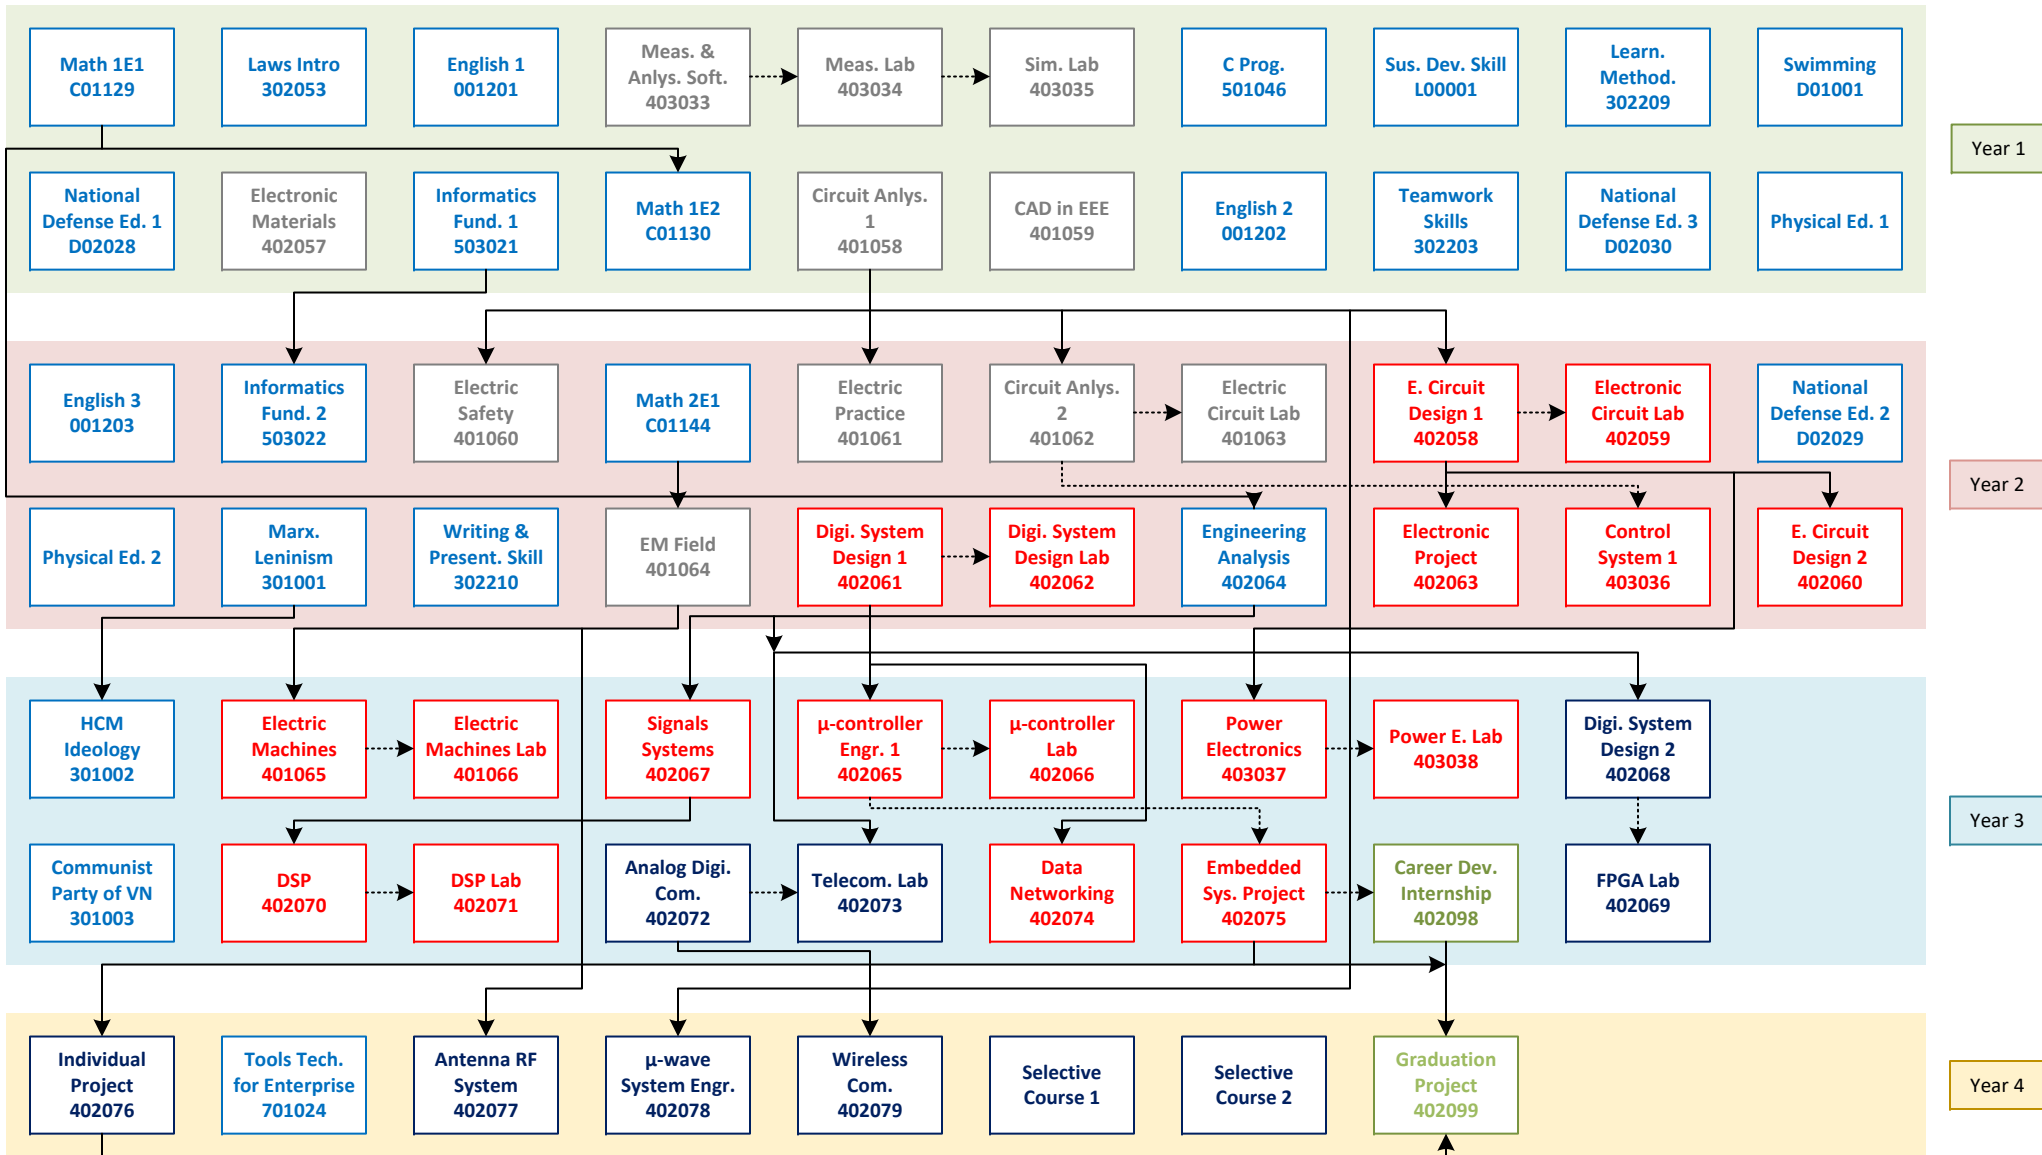 Math 1E1
C01129
Laws Intro
302053
English 1
001201
Meas. &
Anlys. Soft.
403033
Meas. Lab
403034
Sim. Lab
403035
C Prog.
501046
Sus. Dev. Skill
L00001
Learn.
Method.
302209
Swimming
D01001
Year 1
National
Defense Ed. 1
D02028
Electronic
Materials
402057
Informatics
Fund. 1
503021
Math 1E2
C01130
Circuit Anlys.
1
401058
CAD in EEE
401059
English 2
001202
Teamwork
Skills
302203
National
Defense Ed. 3
D02030
Physical Ed. 1
English 3
001203
Informatics
Fund. 2
503022
Electric
Safety
401060
Math 2E1
C01144
Electric
Practice
401061
Circuit Anlys.
2
401062
Electric
Circuit Lab
401063
E. Circuit
Design 1
402058
Electronic
Circuit Lab
402059
National
Defense Ed. 2
D02029
Year 2
Physical Ed. 2
Marx.
Leninism
301001
Writing &
Present. Skill
302210
EM Field
401064
Digi. System
Design 1
402061
Digi. System
Design Lab
402062
Engineering
Analysis
402064
Electronic
Project
402063
Control
System 1
403036
E. Circuit
Design 2
402060
HCM
Ideology
301002
Electric
Machines
401065
Electric
Machines Lab
401066
Signals
Systems
402067
μ-controller
Engr. 1
402065
μ-controller
Lab
402066
Power
Electronics
403037
Power E. Lab
403038
Digi. System
Design 2
402068
Year 3
Communist
Party of VN
301003
DSP
402070
DSP Lab
402071
Analog Digi.
Com.
402072
Telecom. Lab
402073
Data
Networking
402074
Embedded
Sys. Project
402075
Career Dev.
Internship
402098
FPGA Lab
402069
Individual
Project
402076
Tools Tech.
for Enterprise
701024
Antenna RF
System
402077
μ-wave
System Engr.
402078
Wireless
Com.
402079
Selective
Course 1
Selective
Course 2
Graduation
Project
402099
Year 4